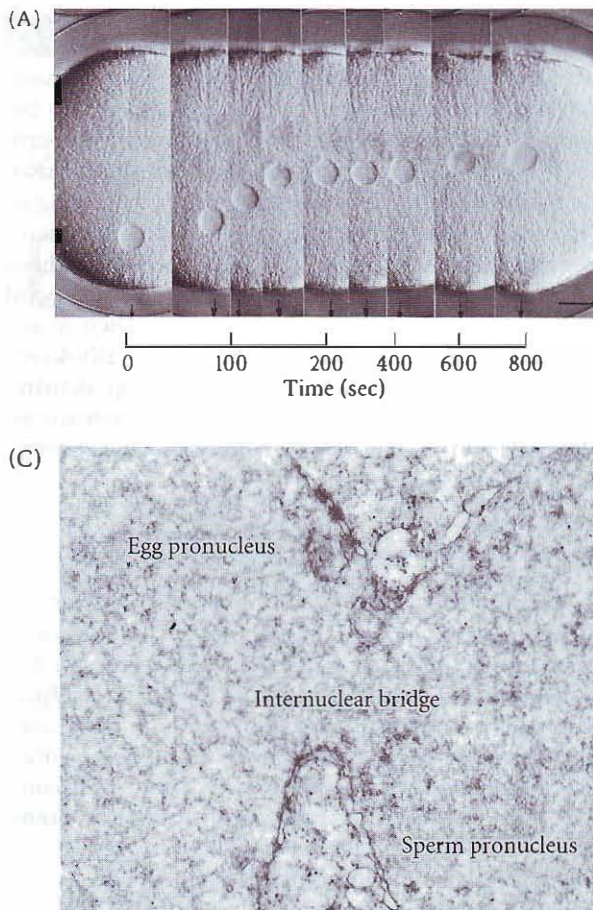 (A)
0 100 200 400 600 800
Time (sec)
(C)
Egg pronucleus
Internuclear bridge
Sperm pronucleus